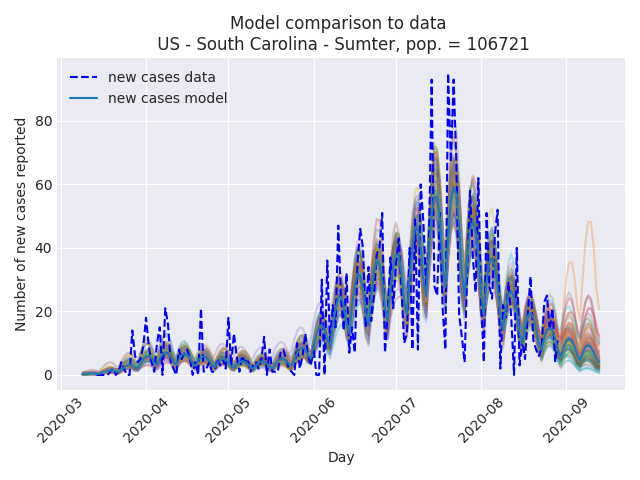 Model comparison to data
US - South Carolina - Sumter, pop. = 106721
new cases data
new cases model
Number of new cases reported
80
60
40
20
0
2020-03
2020-04
2020-05
2020-06
2020-07
2020-08
2020-09
Day